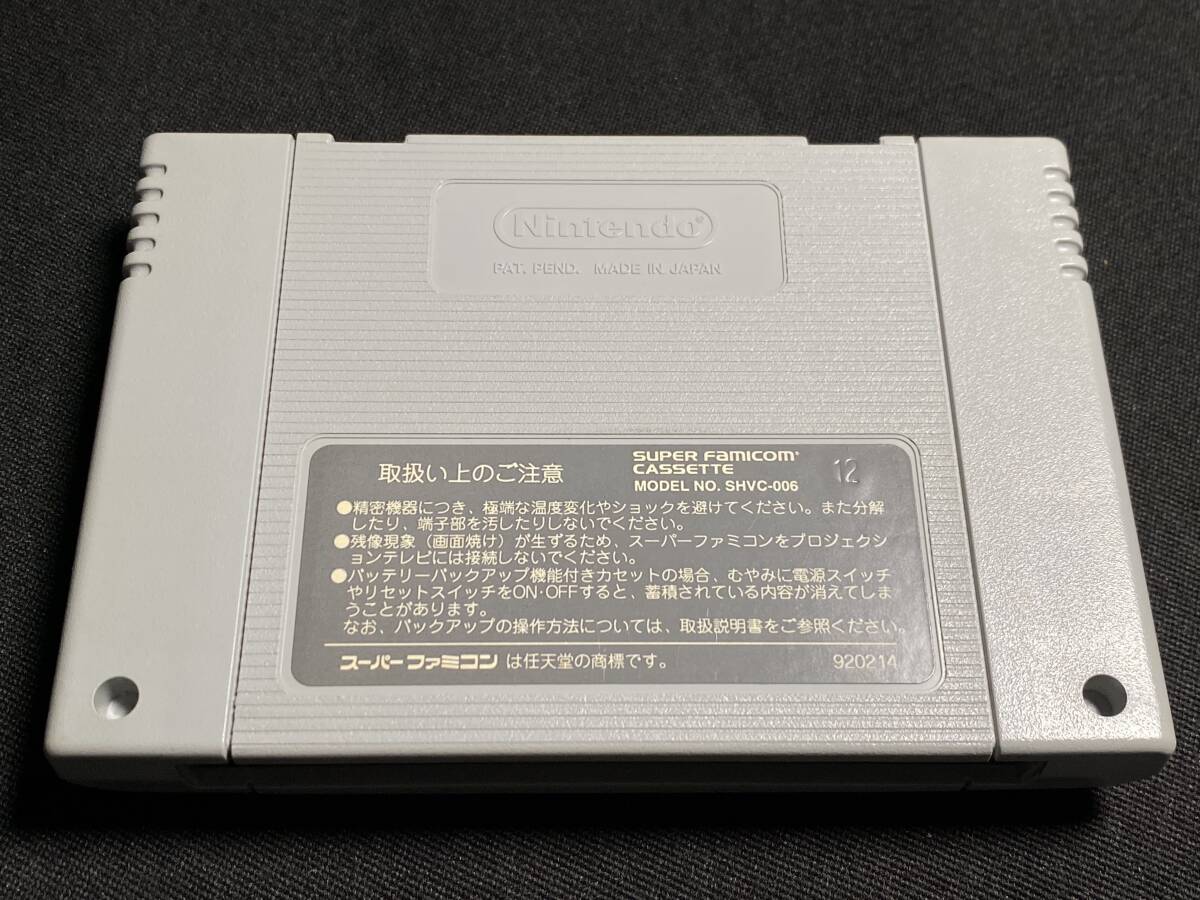 Nintendo®
PAT. PEND. MADE IN JAPAN
取扱い上のご注意
SUPER FAMICOM®
CASSETTE
MODEL NO. SHVC-006
12
●精密機器につき、極端な温度変化やショックを避けてください。また分解
したり、端子部を汚したりしないでください。
●残像現象（画面焼け）が生ずるため、スーパーファミコンをプロジェクシ
ョンテレビには接続しないでください。
●バッテリーバックアップ機能付きカセットの場合、むやみに電源スイッチ
やリセットスイッチをON・OFFすると、蓄積されている内容が消えてしま
うことがあります。
なお、バックアップの操作方法については、取扱説明書をご参照ください。
スーパーファミコンは任天堂の商標です。
920214